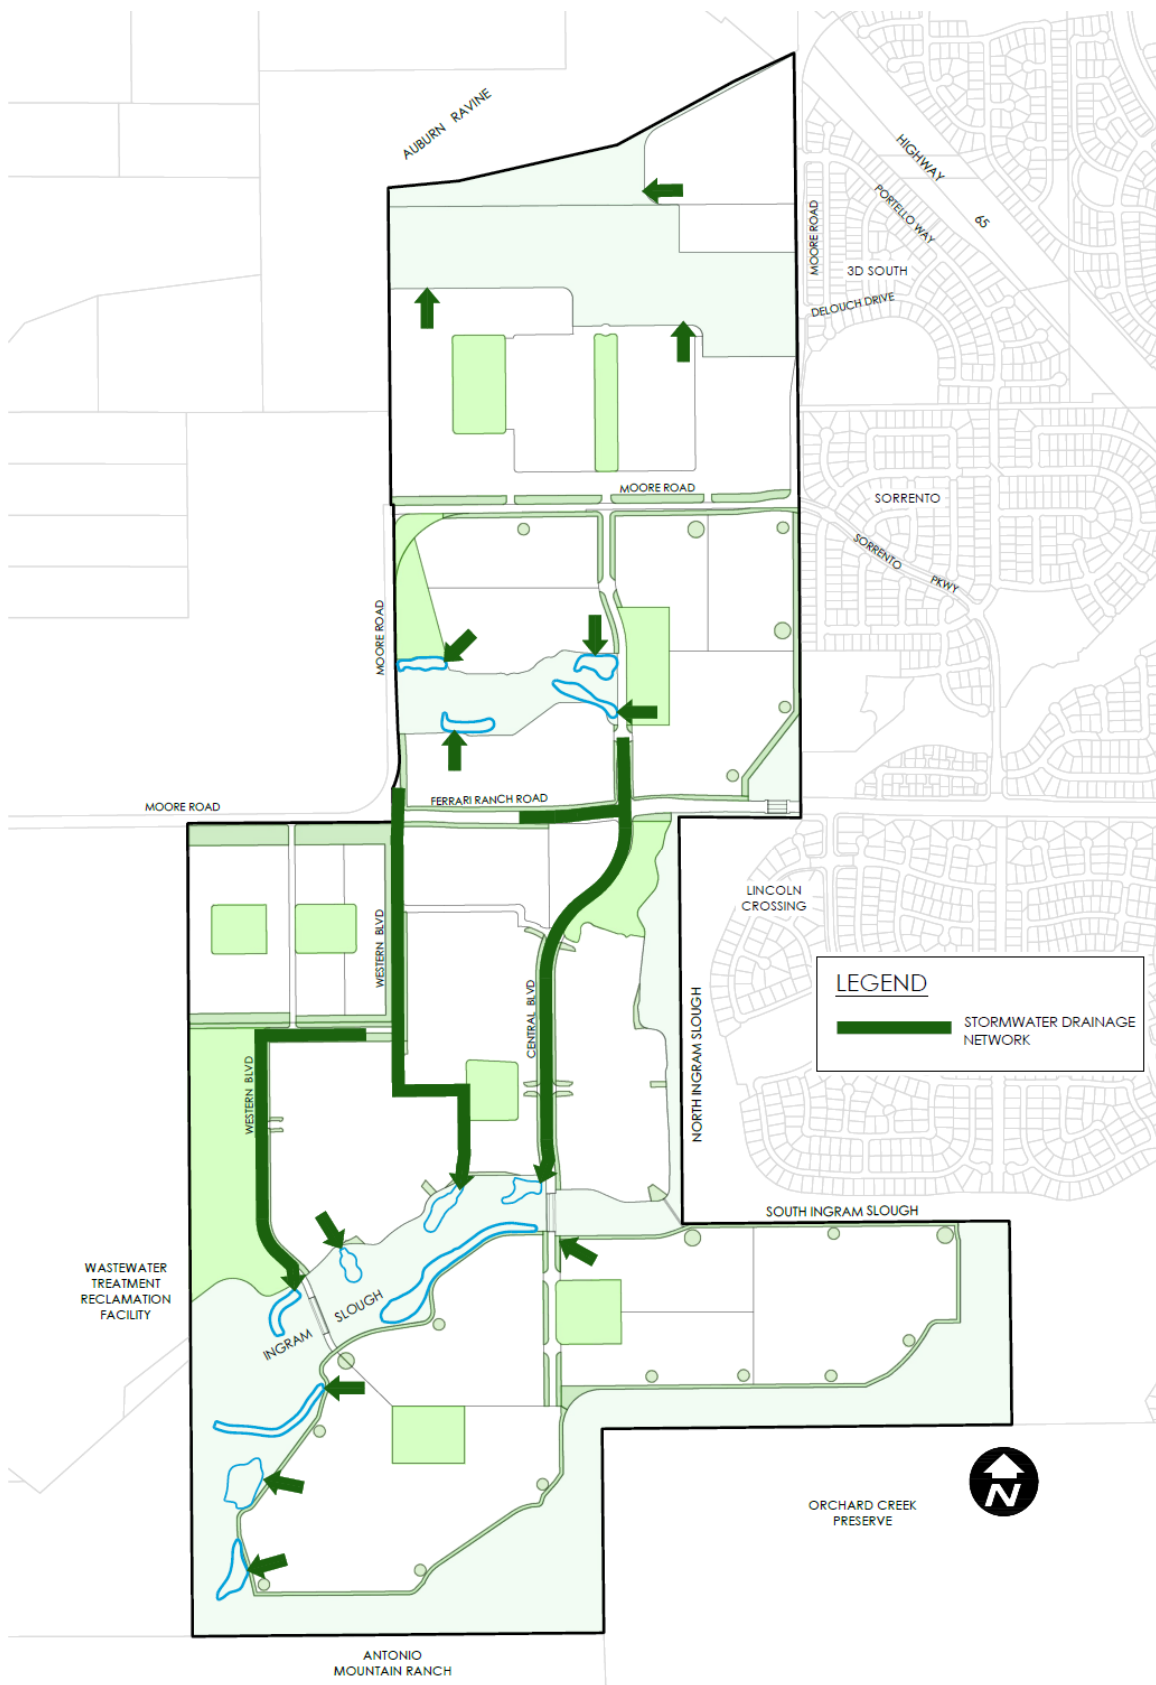 AUBURN RAVINE
HIGHWAY
65
PORTELLO WAY
MOORE ROAD
3D SOUTH
DELOUCH DRIVE
MOORE ROAD
SORRENTO
SORRENTO
PKWY
MOORE ROAD
MOORE ROAD
FERRARI RANCH ROAD
LINCOLN
CROSSING
WESTERN BLVD
CENTRAL BLVD
NORTH INGRAM SLOUGH
LEGEND
STORMWATER DRAINAGE
NETWORK
WESTERN BLVD
SOUTH INGRAM SLOUGH
WASTEWATER
TREATMENT
RECLAMATION
FACILITY
INGRAM SLOUGH
N
ORCHARD CREEK
PRESERVE
ANTONIO
MOUNTAIN RANCH